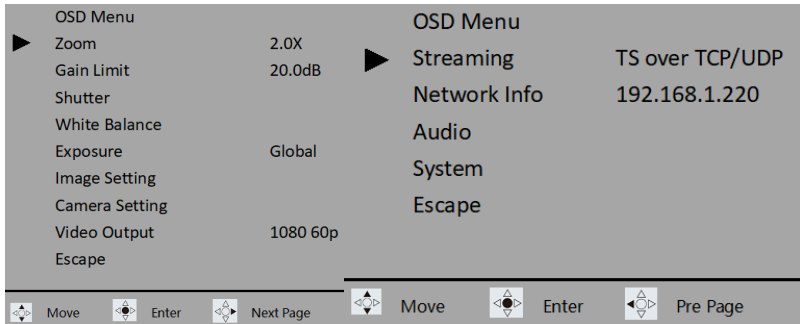 OSD Menu
Zoom 2.0X
Gain Limit 20.0dB
Shutter
White Balance
Exposure Global
Image Setting
Camera Setting
Video Output 1080 60p
Escape
Move Enter Next Page
OSD Menu
Streaming TS over TCP/UDP
Network Info 192.168.1.220
Audio
System
Escape
Move Enter Pre Page